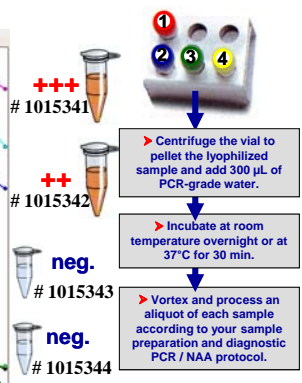 +++
# 1015341
++
# 1015342
neg.
# 1015343
neg.
# 1015344
1
2 3 4
➤ Centrifuge the vial to
pellet the lyophilized
sample and add 300 µL of
PCR-grade water.
➤ Incubate at room
temperature overnight or at
37°C for 30 min.
➤ Vortex and process an
aliquot of each sample
according to your sample
preparation and diagnostic
PCR / NAA protocol.